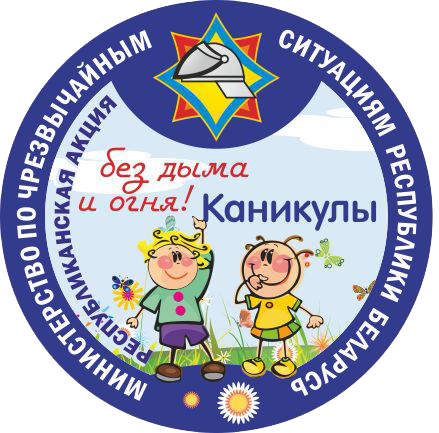 МИНИСТЕРСТВО ПО ЧРЕЗВЫЧАЙНЫМ СИТУАЦИЯМ РЕСПУБЛИКИ БЕЛАРУСЬ
РЕСПУБЛИКАНСКАЯ АКЦИЯ
без дыма
и огня!
Каникулы